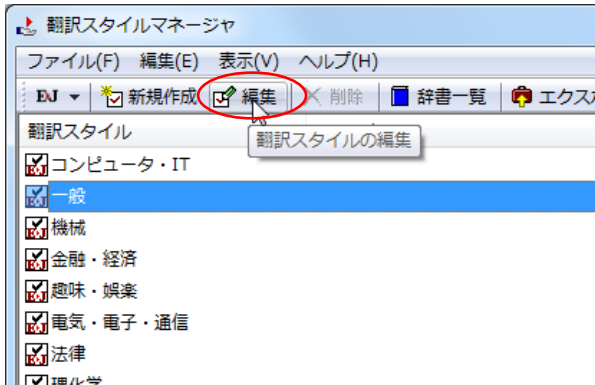 翻訳スタイルマネージャ
ファイル(F) 編集(E) 表示(V) ヘルプ(H)
EJ 新規作成 編集 削除 辞書一覧 エクス
翻訳スタイル
翻訳スタイルの編集
コンピュータ・IT
一般
機械
金融・経済
趣味・娯楽
電気・電子・通信
法律
理化学